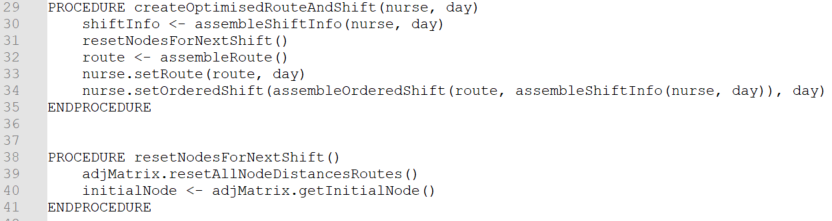 29 PROCEDURE createOptimisedRouteAndShift(nurse, day)
30     shiftInfo <- assembleShiftInfo(nurse, day)
31     resetNodesForNextShift()
32     route <- assembleRoute()
33     nurse.setRoute(route, day)
34     nurse.setOrderedShift(assembleOrderedShift(route, assembleShiftInfo(nurse, day)), day)
35 ENDPROCEDURE
36
37
38 PROCEDURE resetNodesForNextShift()
39     adjMatrix.resetAllNodeDistancesRoutes()
40     initialNode <- adjMatrix.getInitialNode()
41 ENDPROCEDURE